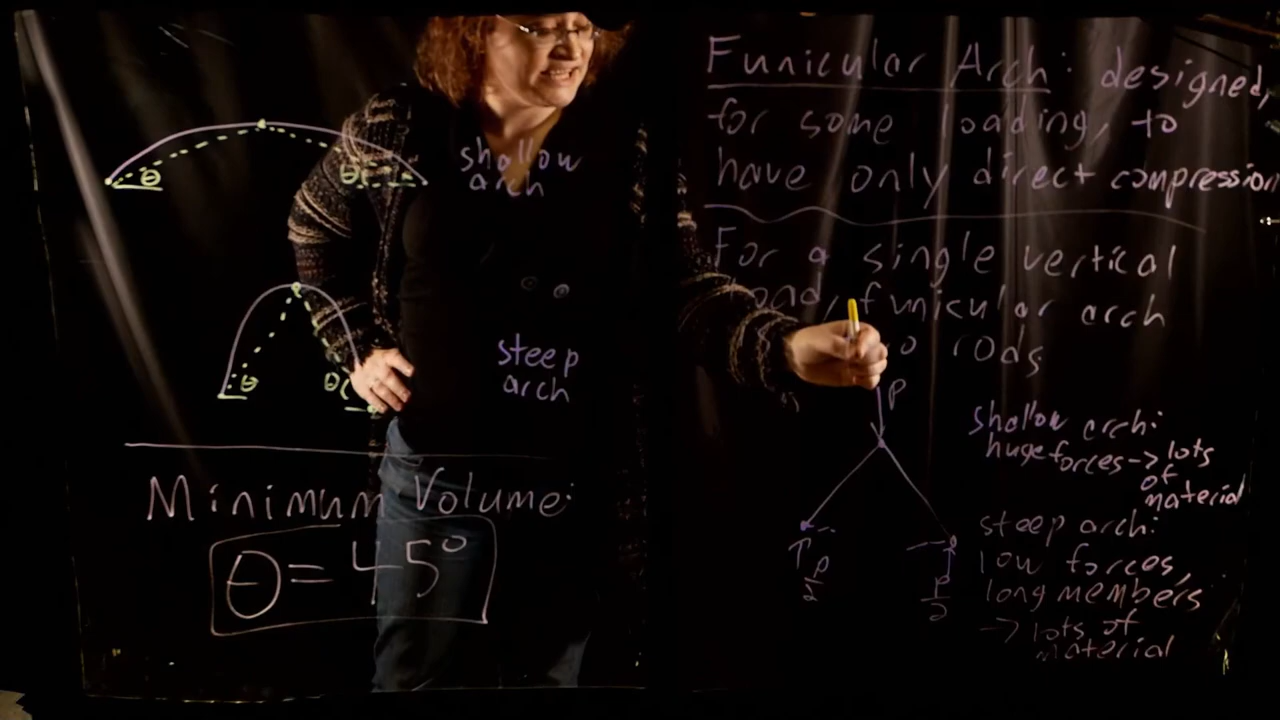 θ
θ
shallow
arch
θ
θ
steep
arch
Minimum Volume:
θ = 45°
Funicular Arch: designed,
for some loading, to
have only direct compression
For a single vertical
load, funicular arch
rods.
P
P/2
P/2
shallow arch:
huge forces -> lots
of
material
steep arch:
low forces,
long members
-> lots of
material